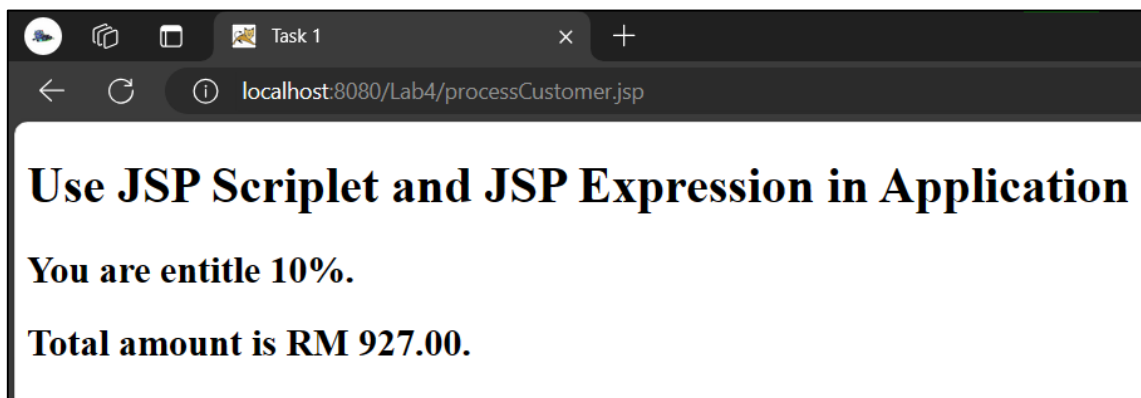 Task 1
localhost:8080/Lab4/processCustomer.jsp
Use JSP Scriplet and JSP Expression in Application
You are entitle 10%.
Total amount is RM 927.00.